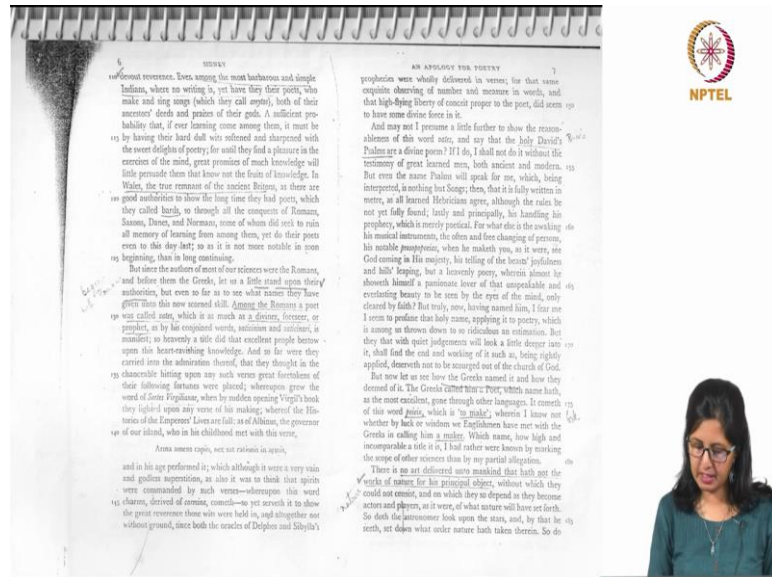 6 SIDNEY
110 devout reverence. Even among the most barbarous and simple
Indians, where no writing is, yet have they their poets, who
make and sing songs (which they call areytos), both of their
ancestors' deeds and praises of their gods. A sufficient pro-
bability that, if ever learning come among them, it must be
115 by having their hard dull wits softened and sharpened with
the sweet delights of poetry; for until they find a pleasure in the
exercises of the mind, great promises of much knowledge will
little persuade them that know not the fruits of knowledge. In
Wales, the true remnant of the ancient Britons, as there are
120 good authorities to show the long time they had poets, which
they called bards, so through all the conquests of Romans,
Saxons, Danes, and Normans, some of whom did seek to ruin
all memory of learning from among them, yet do their poets
even to this day last; so as it is not more notable in soon
125 beginning, than in long continuing.
But since the authors of most of our sciences were the Romans,
and before them the Greeks, let us a little stand upon their
authorities, but even so far as to see what names they have
given unto this now scorned skill. Among the Romans a poet
130 was called vates, which is as much as a diviner, foreseer, or
prophet, as by his conjoined words, vaticinium and vaticinari, is
manifest; so heavenly a title did that excellent people bestow
upon this heart-ravishing knowledge. And so far were they
carried into the admiration thereof, that they thought in the
135 chanceable hitting upon any such verses great foretokens of
their following fortunes were placed; whereupon grew the
word of Sortes Virgilianae, when by sudden opening Virgil's book
they lighted upon any verse of his making; whereof the His-
tories of the Emperors' Lives are full: as of Albinus, the governor
140 of our island, who in his childhood met with this verse,
Arma amens capio, nec sat rationis in armis,
and in his age performed it; which although it were a very vain
and godless superstition, as also it was to think that spirits
were commanded by such verses—whereupon this word
145 charms, derived of carmina, cometh—so yet serveth it to show
the great reverence those wits were held in, and altogether not
without ground, since both the oracles of Delphos and Sibylla's
AN APOLOGY FOR POETRY 7
prophecies were wholly delivered in verses; for that same
exquisite observing of number and measure in words, and
that high-flying liberty of conceit proper to the poet, did seem 150
to have some divine force in it.
And may not I presume a little further to show the reason-
ableness of this word vates, and say that the holy David's
Psalms are a divine poem? If I do, I shall not do it without the
testimony of great learned men, both ancient and modern. 155
But even the name Psalms will speak for me, which, being
interpreted, is nothing but Songs; then, that it is fully written in
metre, as all learned Hebricians agree, although the rules be
not yet fully found; lastly and principally, his handling his
prophecy, which is merely poetical. For what else is the awaking 160
his musical instruments, the often and free changing of persons,
his notable prosopopeias, when he maketh you, as it were, see
God coming in His majesty, his telling of the beasts' joyfulness
and hills' leaping, but a heavenly poesy, wherein almost he
showeth himself a passionate lover of that unspeakable and 165
everlasting beauty to be seen by the eyes of the mind, only
cleared by faith? But truly, now, having named him, I fear me
I seem to profane that holy name, applying it to poetry, which
is among us thrown down to so ridiculous an estimation. But
they that with quiet judgements will look a little deeper into 170
it, shall find the end and working of it such, as, being rightly
applied, deserveth not to be scourged out of the church of God.
But now let us see how the Greeks named it and how they
deemed of it. The Greeks called him a Poet, which name hath,
as the most excellent, gone through other languages. It cometh 175
of this word poiein, which is 'to make'; wherein I know not
whether by luck or wisdom we Englishmen have met with the
Greeks in calling him a maker. Which name, how high and
incomparable a title it is, I had rather were known by marking
the scope of other sciences than by my partial allegation. 180
There is no art delivered unto mankind that hath not the
works of nature for his principal object, without which they
could not consist, and on which they so depend as they become
actors and players, as it were, of what nature will have set forth.
So doth the astronomer look upon the stars, and, by that he 185
seeth, set down what order nature hath taken therein. So do
NPTEL